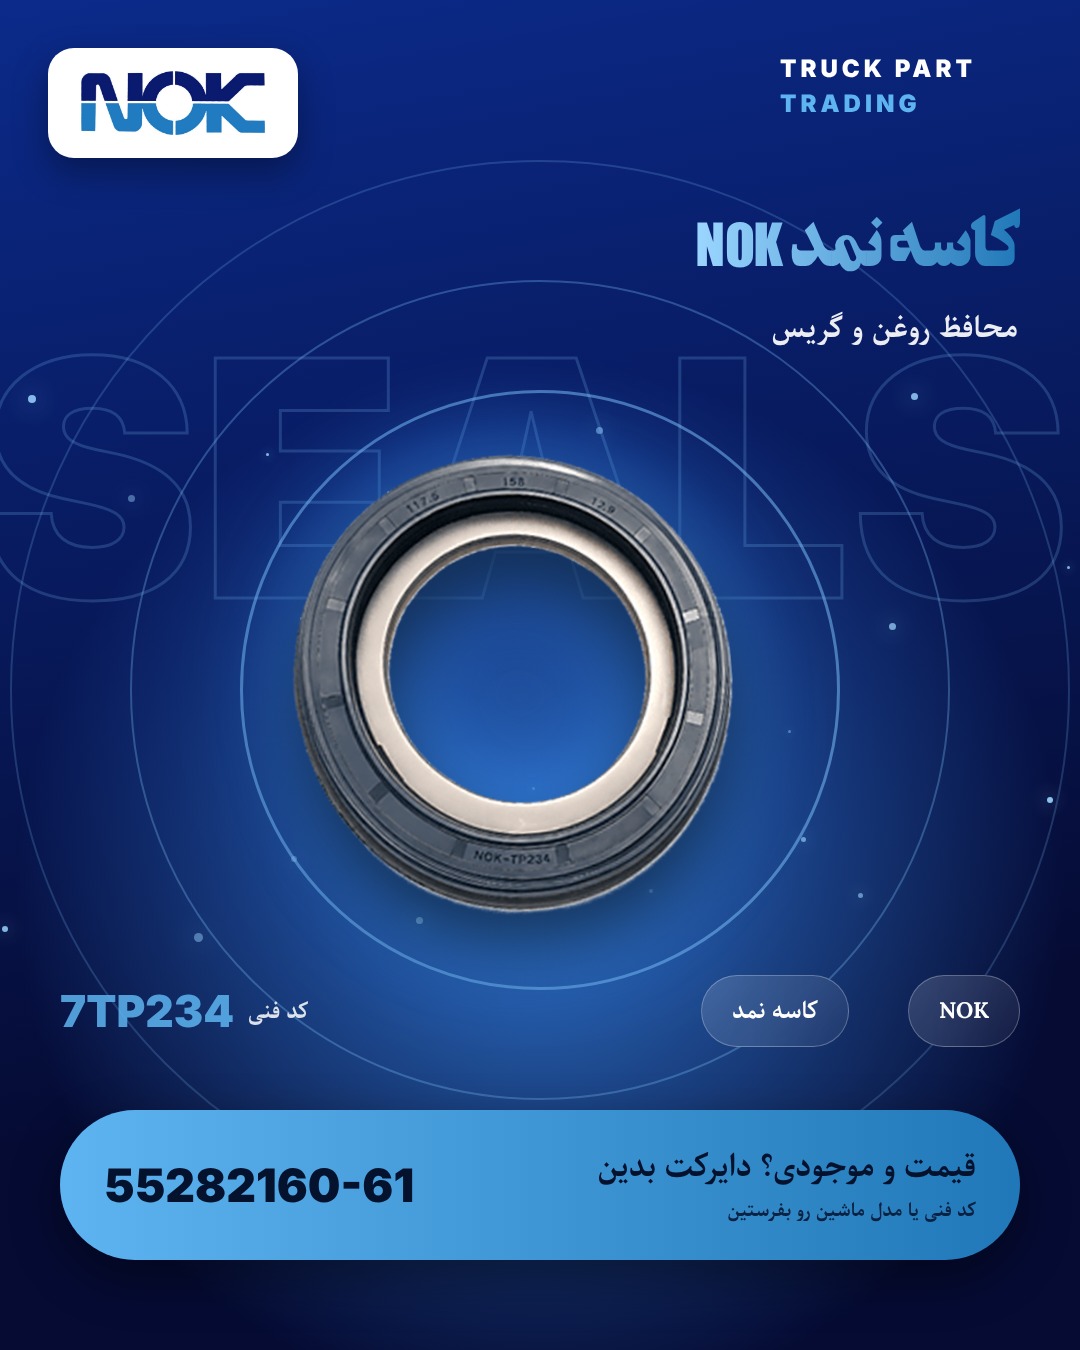 NOK
TRUCK PART
TRADING
کاسه نمد NOK
محافظ روغن و گریس
SEALS
117.5 158 12.9
NOK-TP234
NOK
کاسه نمد
کد فنی 7TP234
قیمت و موجودی؟ دایرکت بدین
کد فنی یا مدل ماشین رو بفرستین
55282160-61